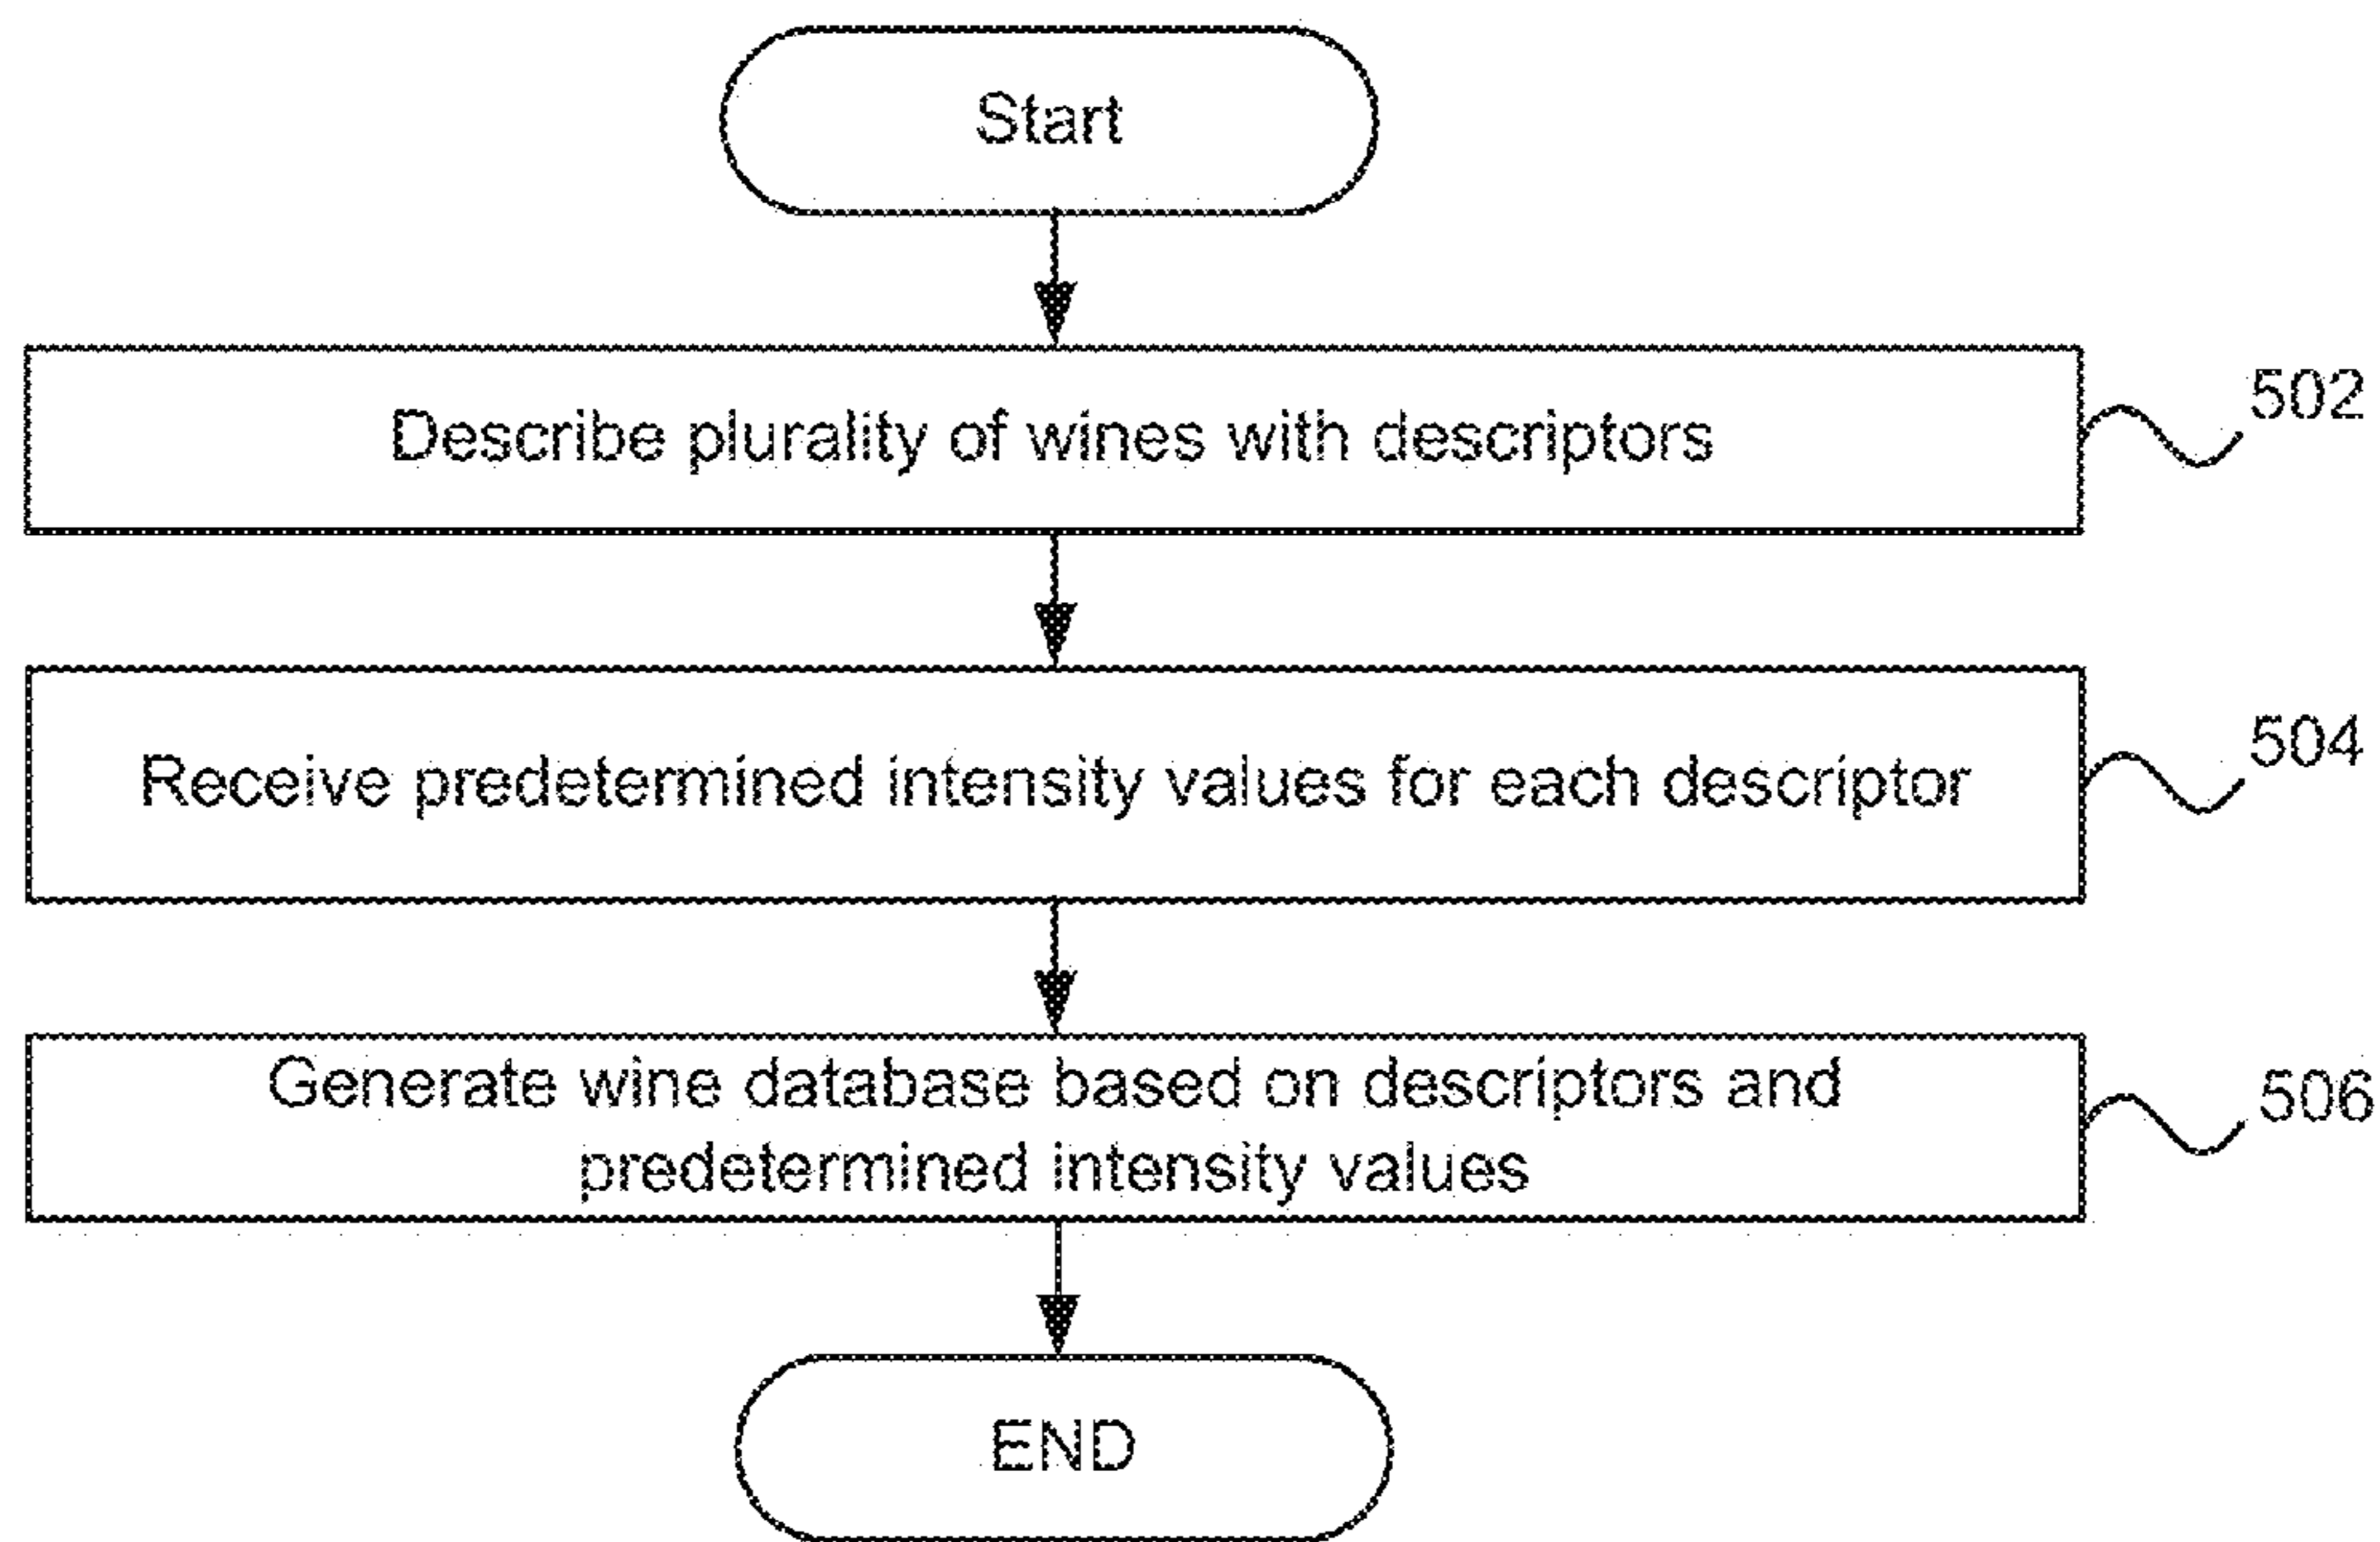 Start
Describe plurality of wines with descriptors
502
Receive predetermined intensity values for each descriptor
504
Generate wine database based on descriptors and
predetermined intensity values
506
END